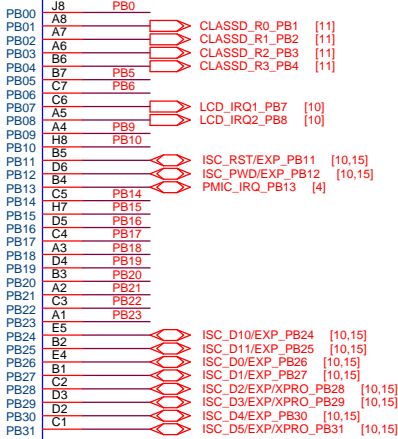 PB00 J8 PB0
PB01 A8 CLASSD_R0_PB1 [11]
PB02 A7 CLASSD_R1_PB2 [11]
PB03 A6 CLASSD_R2_PB3 [11]
PB04 B6 CLASSD_R3_PB4 [11]
PB05 B7 PB5
PB06 C7 PB6
PB07 C6 LCD_IRQ1_PB7 [10]
PB08 A5 LCD_IRQ2_PB8 [10]
PB09 A4 PB9
PB10 H8 PB10
PB11 B5 ISC_RST/EXP_PB11 [10,15]
PB12 D6 ISC_PWD/EXP_PB12 [10,15]
PB13 B4 PMIC_IRQ_PB13 [4]
PB14 C5 PB14
PB15 H7 PB15
PB16 D5 PB16
PB17 C4 PB17
PB18 A3 PB18
PB19 D4 PB19
PB20 B3 PB20
PB21 A2 PB21
PB22 C3 PB22
PB23 A1 PB23
PB24 E5 ISC_D10/EXP_PB24 [10,15]
PB25 B2 ISC_D11/EXP_PB25 [10,15]
PB26 E4 ISC_D0/EXP_PB26 [10,15]
PB27 B1 ISC_D1/EXP_PB27 [10,15]
PB28 C2 ISC_D2/EXP/XPRO_PB28 [10,15]
PB29 D3 ISC_D3/EXP/XPRO_PB29 [10,15]
PB30 D2 ISC_D4/EXP_PB30 [10,15]
PB31 C1 ISC_D5/EXP/XPRO_PB31 [10,15]